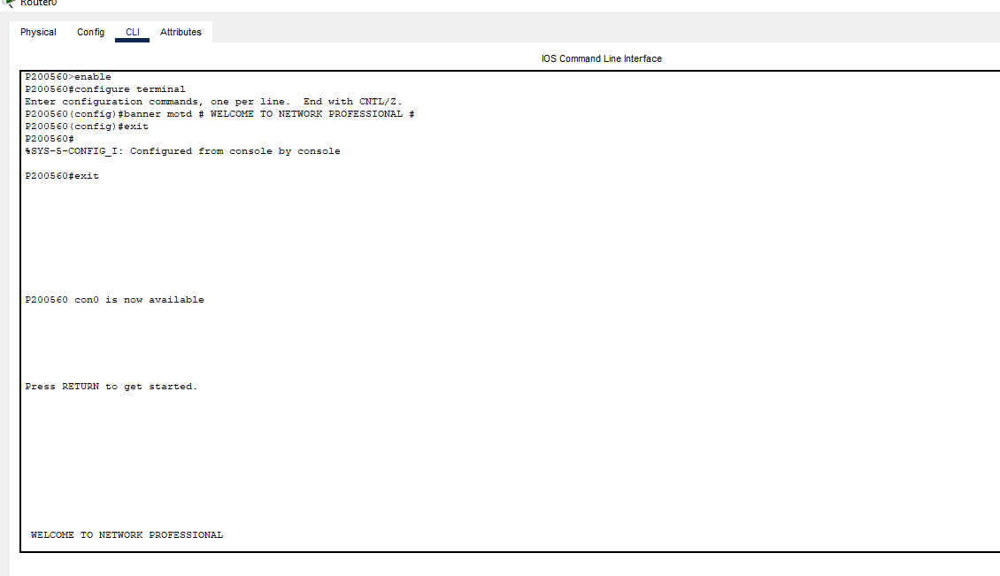 Router0
Physical Config CLI Attributes
IOS Command Line Interface
P200560>enable
P200560#configure terminal
Enter configuration commands, one per line.  End with CNTL/Z.
P200560(config)#banner motd # WELCOME TO NETWORK PROFESSIONAL #
P200560(config)#exit
P200560#
%SYS-5-CONFIG_I: Configured from console by console
P200560#exit
P200560 con0 is now available
Press RETURN to get started.
WELCOME TO NETWORK PROFESSIONAL